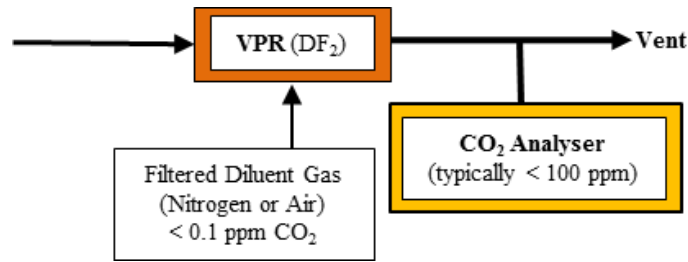 VPR (DF₂)
Vent
CO₂ Analyser
(typically < 100 ppm)
Filtered Diluent Gas
(Nitrogen or Air)
< 0.1 ppm CO₂